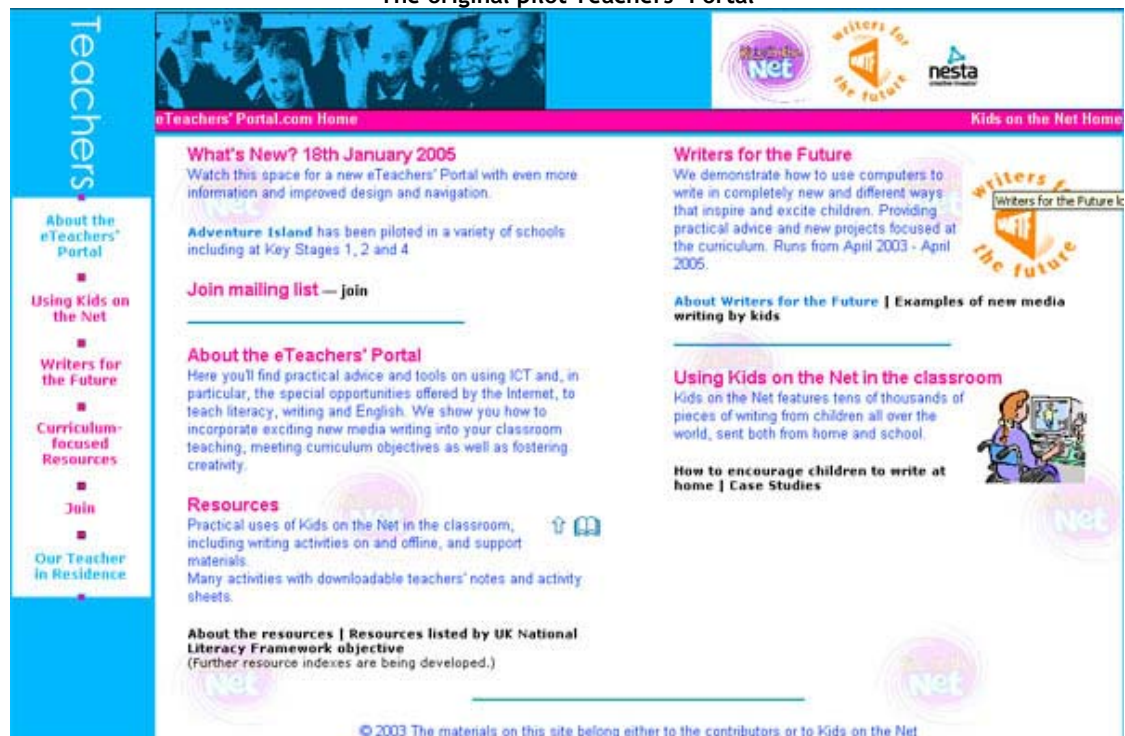 The original pilot Teachers' Portal
Teachers
Kids on the Net
writers for the future
WTF
nesta
creative investor
eTeachers' Portal.com Home
Kids on the Net Home
About the eTeachers' Portal
Using Kids on the Net
Writers for the Future
Curriculum-focused Resources
Join
Our Teacher in Residence
What's New? 18th January 2005
Watch this space for a new eTeachers' Portal with even more
information and improved design and navigation.
Adventure Island has been piloted in a variety of schools
including at Key Stages 1, 2 and 4
Join mailing list — join
About the eTeachers' Portal
Here you'll find practical advice and tools on using ICT and, in
particular, the special opportunities offered by the Internet, to
teach literacy, writing and English. We show you how to
incorporate exciting new media writing into your classroom
teaching, meeting curriculum objectives as well as fostering
creativity.
Resources
Practical uses of Kids on the Net in the classroom,
including writing activities on and offline, and support
materials.
Many activities with downloadable teachers' notes and activity
sheets.
About the resources | Resources listed by UK National
Literacy Framework objective
(Further resource indexes are being developed.)
Writers for the Future
We demonstrate how to use computers to
write in completely new and different ways
that inspire and excite children. Providing
practical advice and new projects focused at
the curriculum. Runs from April 2003 - April
2005.
writers for
Writers for the Future lo
WTF
the future
About Writers for the Future | Examples of new media
writing by kids
Using Kids on the Net in the classroom
Kids on the Net features tens of thousands of
pieces of writing from children all over the
world, sent both from home and school.
How to encourage children to write at
home | Case Studies
© 2003 The materials on this site belong either to the contributors or to Kids on the Net